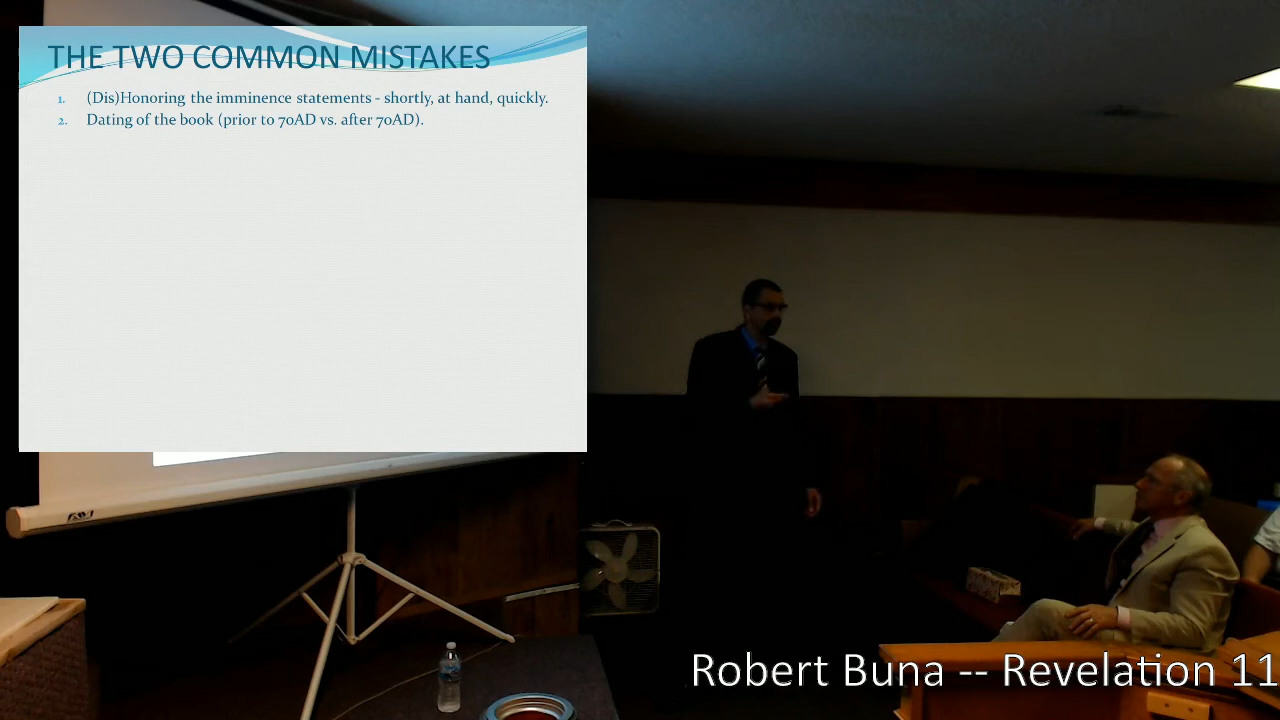 THE TWO COMMON MISTAKES
1. (Dis)Honoring the imminence statements - shortly, at hand, quickly.
2. Dating of the book (prior to 70AD vs. after 70AD).
Robert Buna -- Revelation 11